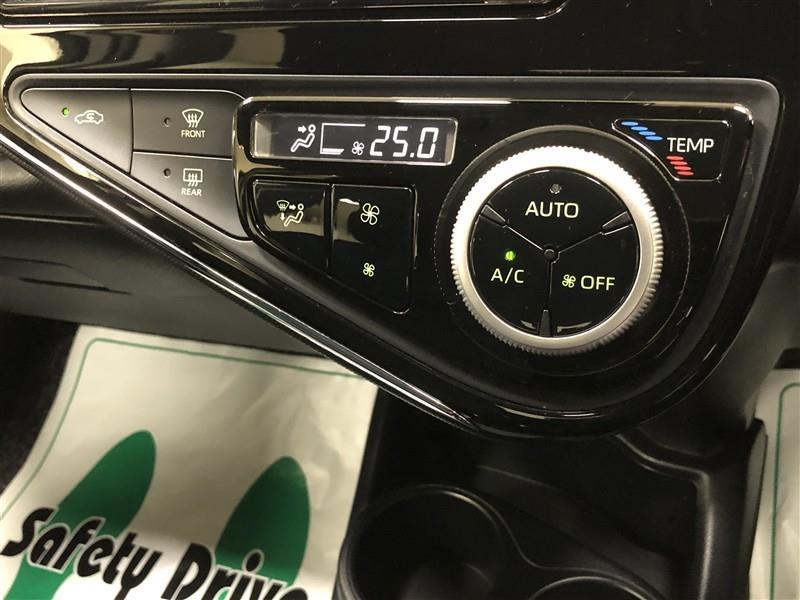 FRONT
REAR
25.0
TEMP
AUTO
A/C
OFF
Safety Drive